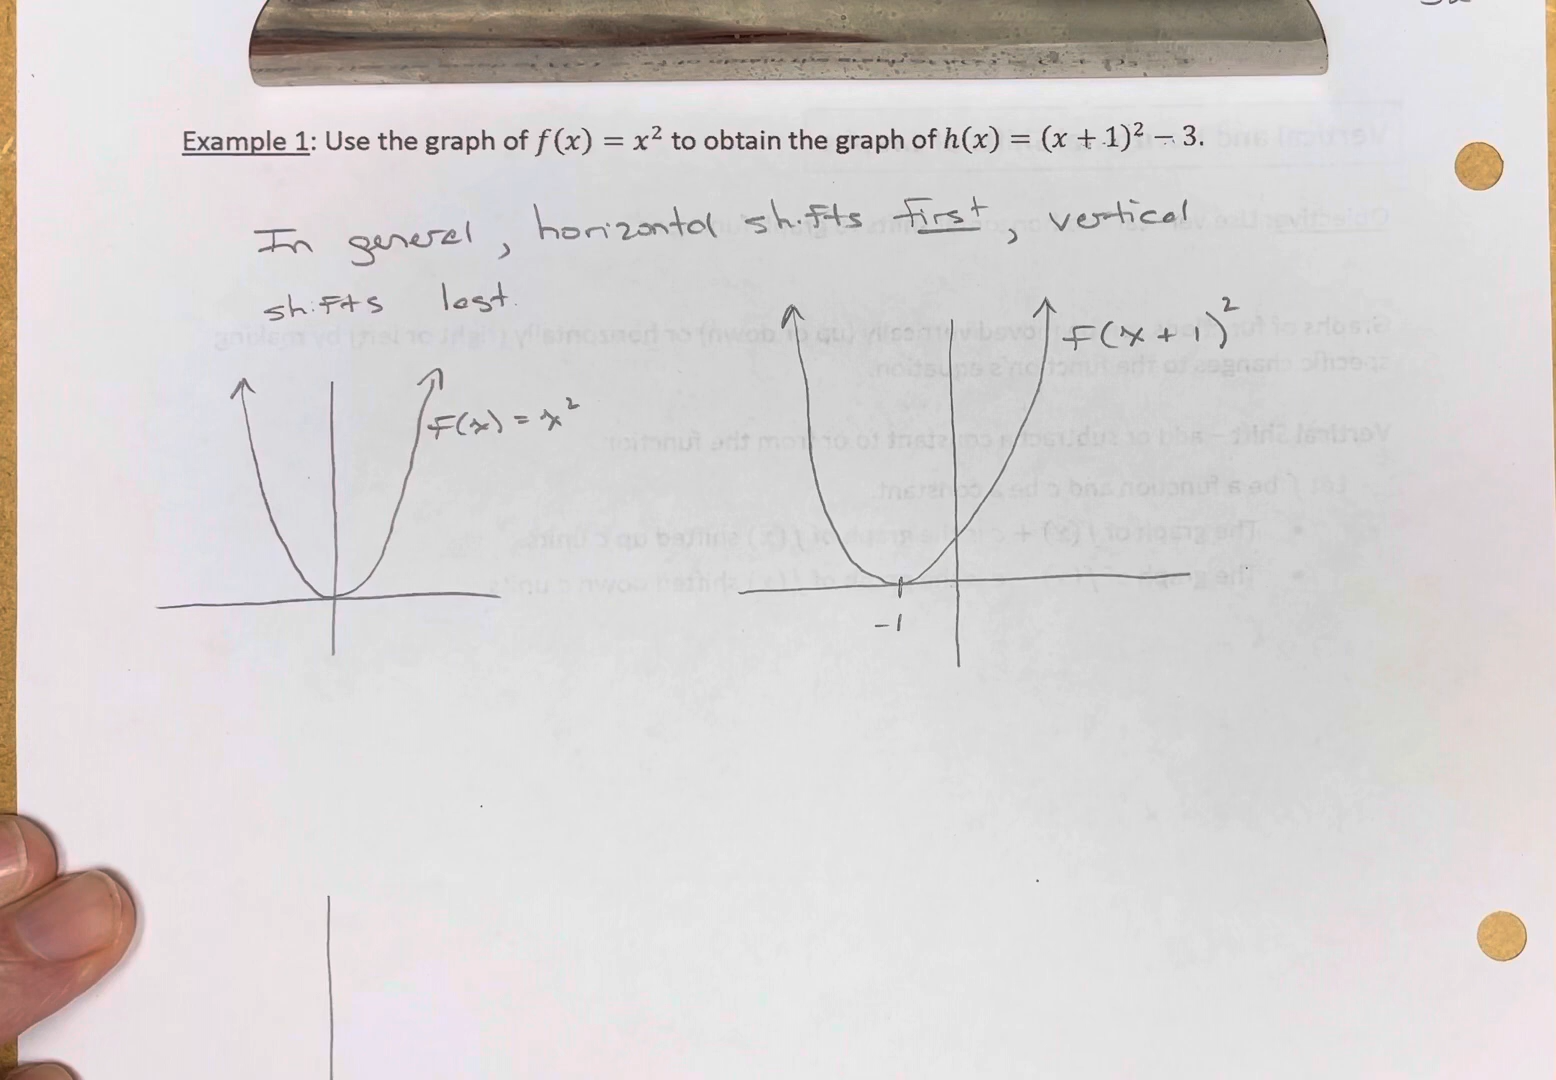 Example 1: Use the graph of f(x) = x² to obtain the graph of h(x) = (x + 1)² − 3.
In general, horizontal shifts first, vertical
shifts last.
F(x) = x²
F(x + 1)²
-1